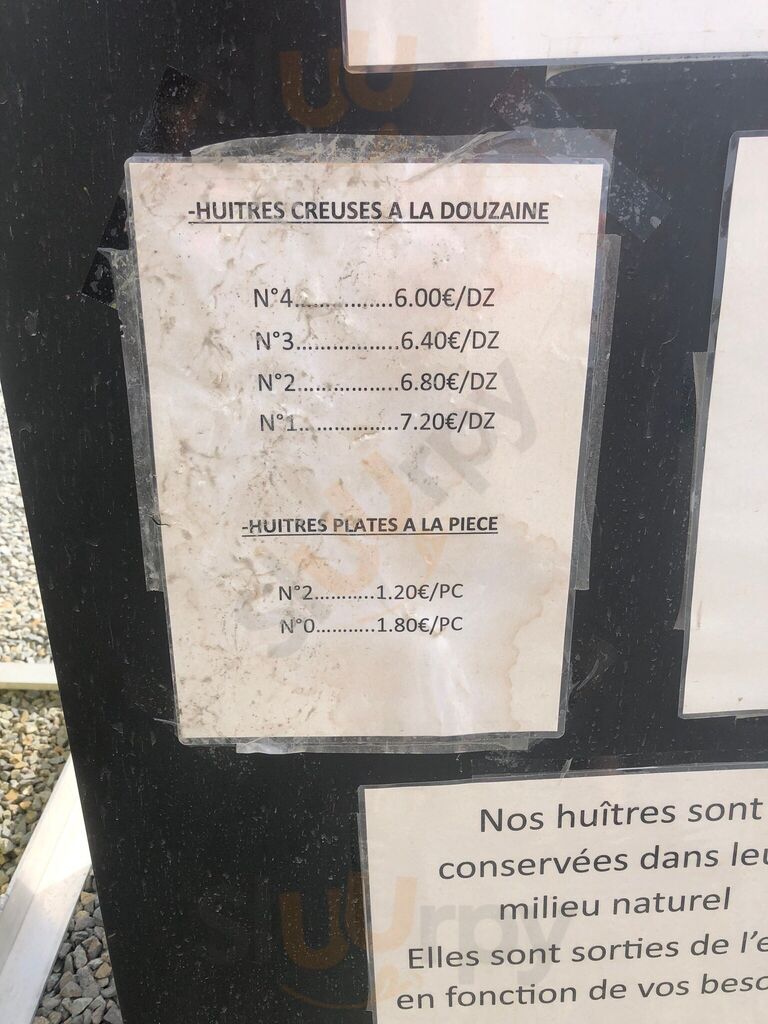 -HUITRES CREUSES A LA DOUZAINE
N°4...............6.00€/DZ
N°3................6.40€/DZ
N°2................6.80€/DZ
N°1................7.20€/DZ
-HUITRES PLATES A LA PIECE
N°2...........1.20€/PC
N°0...........1.80€/PC
Nos huîtres sont
conservées dans
milieu naturel
Elles sont sorties de
en fonction de vos
sluurpy
sluurpy